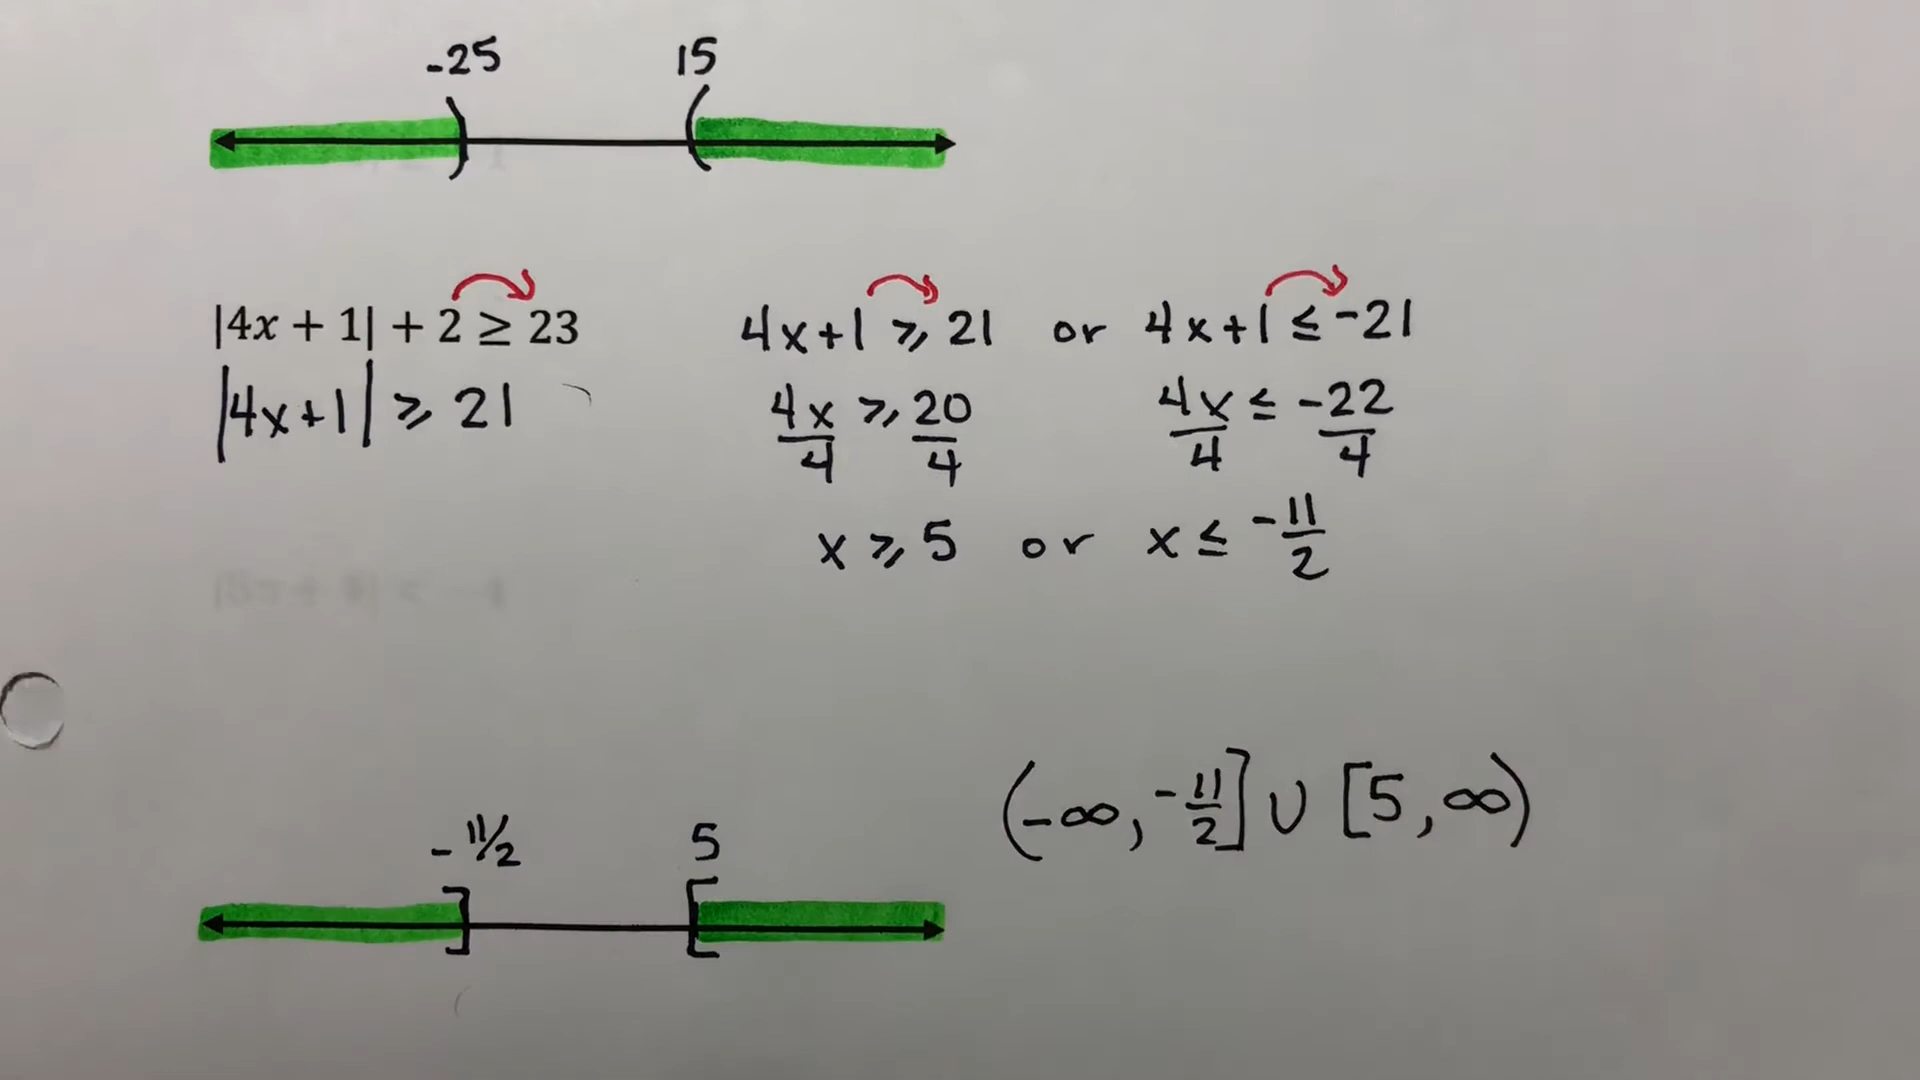 -25 15
) (
|4x + 1| + 2 ≥ 23 4x+1 ≥ 21 or 4x+1 ≤ -21
|4x+1| ≥ 21 4x/4 ≥ 20/4 4x/4 ≤ -22/4
x ≥ 5 or x ≤ -11/2
(-∞, -11/2] ∪ [5, ∞)
-11/2 5
] [